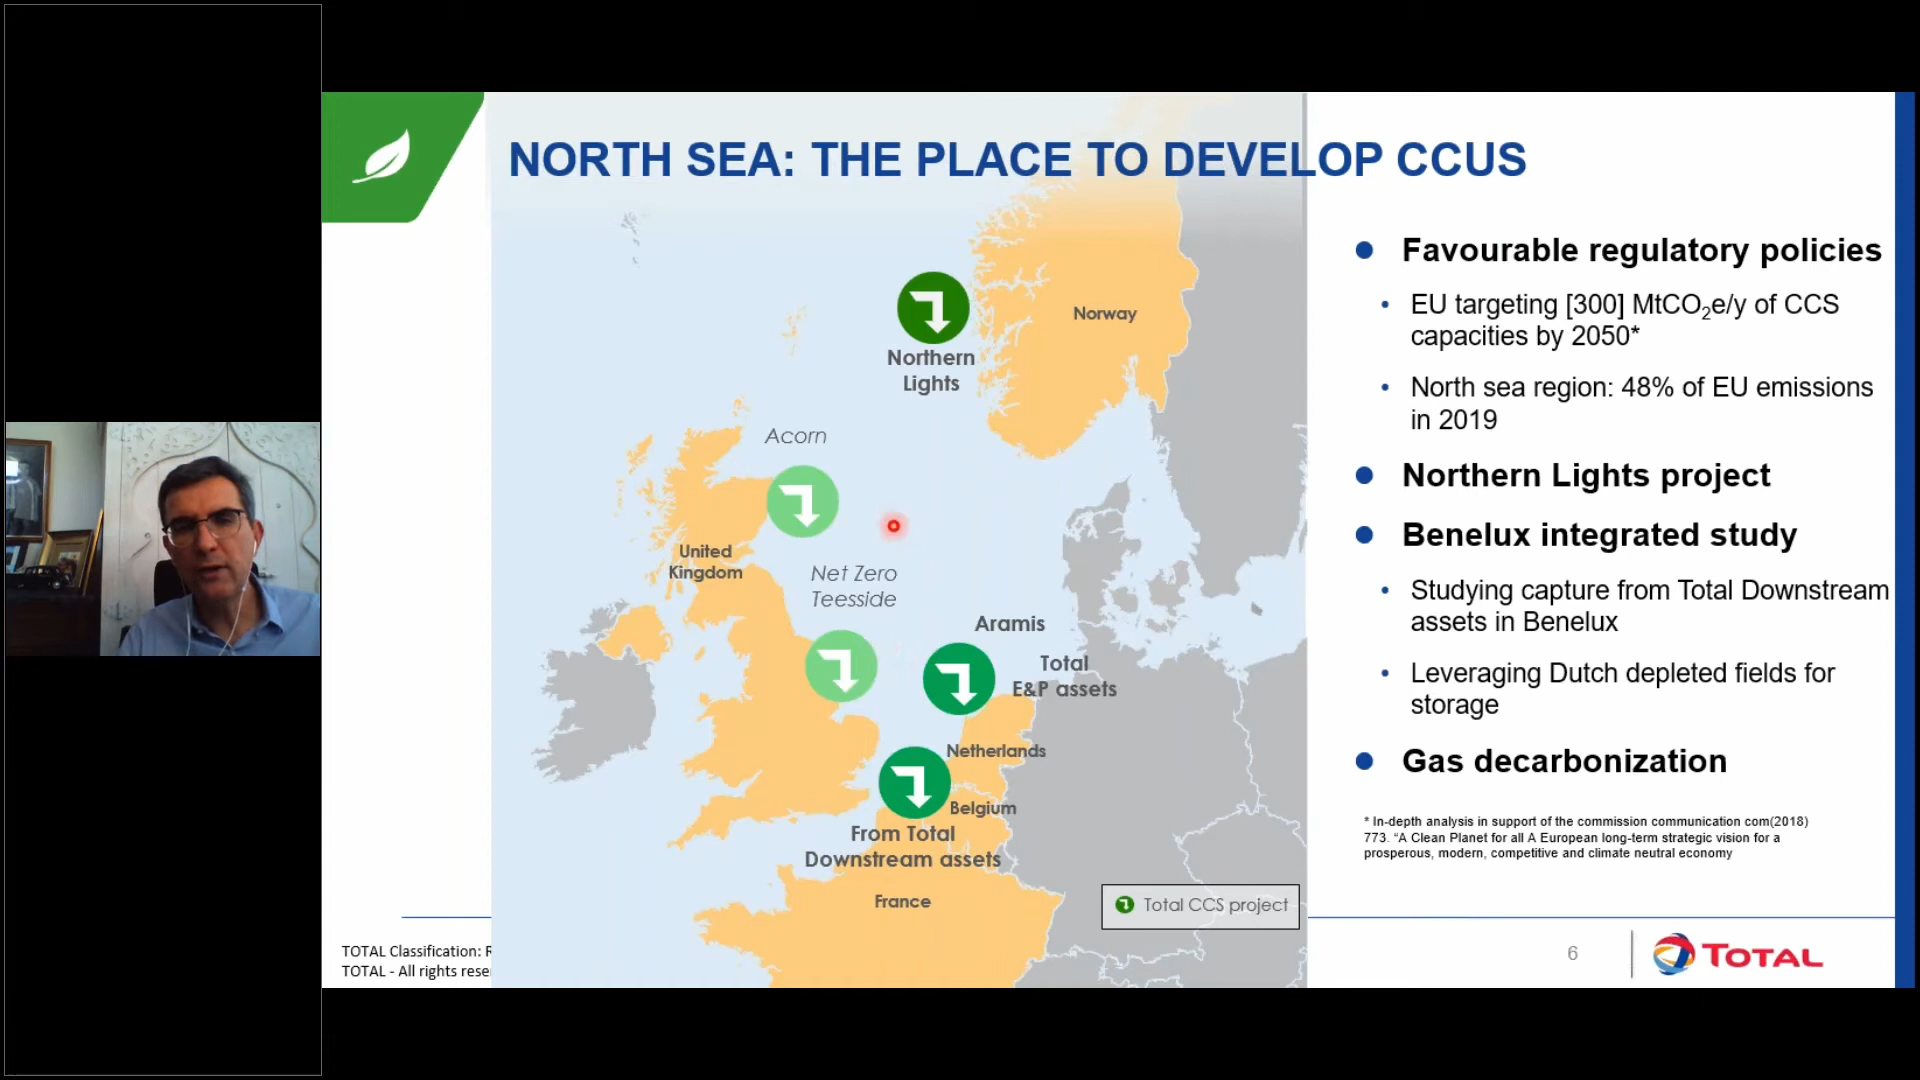 NORTH SEA: THE PLACE TO DEVELOP CCUS
Norway
Northern
Lights
Acorn
United
Kingdom
Net Zero
Teesside
Aramis
Total
E&P assets
Netherlands
Belgium
From Total
Downstream assets
France
Total CCS project
Favourable regulatory policies
EU targeting [300] MtCO₂e/y of CCS
capacities by 2050*
North sea region: 48% of EU emissions
in 2019
Northern Lights project
Benelux integrated study
Studying capture from Total Downstream
assets in Benelux
Leveraging Dutch depleted fields for
storage
Gas decarbonization
* In-depth analysis in support of the commission communication com(2018)
773. “A Clean Planet for all A European long-term strategic vision for a
prosperous, modern, competitive and climate neutral economy
TOTAL Classification: R
TOTAL - All rights rese
6
TOTAL